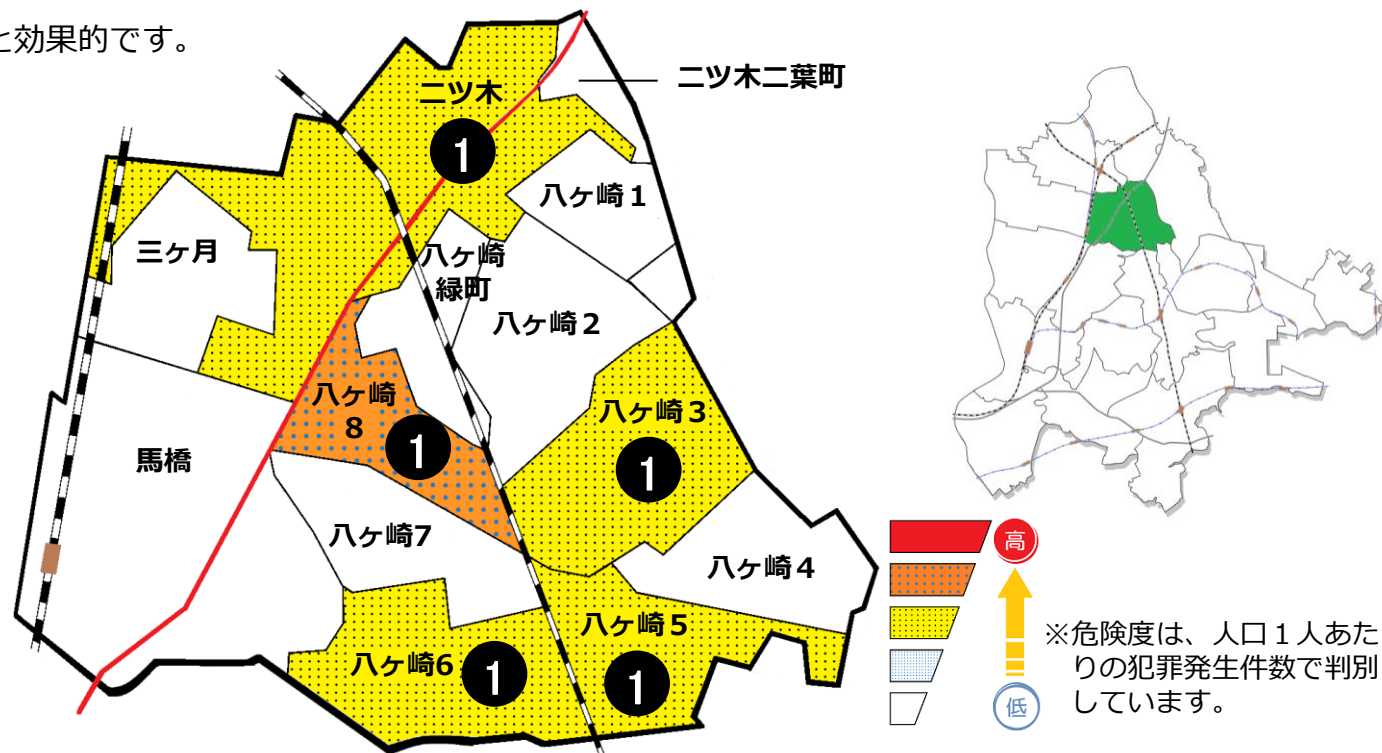 と効果的です。
二ツ木二葉町
二ツ木
1
八ヶ崎1
三ヶ月
八ヶ崎
緑町
八ヶ崎2
八ヶ崎
8
1
八ヶ崎3
1
馬橋
八ヶ崎7
八ヶ崎4
八ヶ崎5
1
八ヶ崎6
1
高
低
※危険度は、人口1人あた
りの犯罪発生件数で判別
しています。